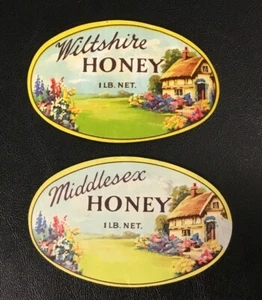 Wiltshire
HONEY
1 LB. NET.
Middlesex
HONEY
1 LB. NET.